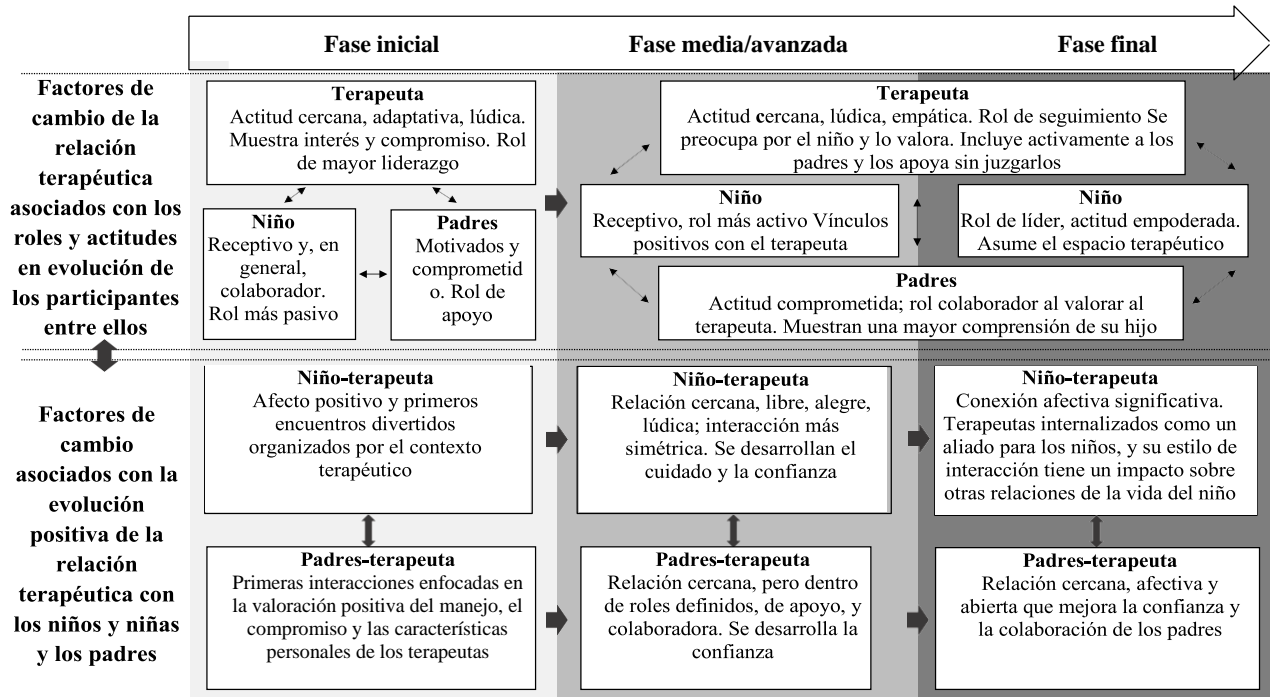 Fase inicial
Fase media/avanzada
Fase final
Factores de
cambio de la
relación
terapéutica
asociados con los
roles y actitudes
en evolución de
los participantes
entre ellos
Terapeuta
Actitud cercana, adaptativa, lúdica.
Muestra interés y compromiso. Rol
de mayor liderazgo
Niño
Receptivo y, en
general,
colaborador.
Rol más pasivo
Padres
Motivados y
comprometid
o. Rol de
apoyo
Terapeuta
Actitud cercana, lúdica, empática. Rol de seguimiento Se
preocupa por el niño y lo valora. Incluye activamente a los
padres y los apoya sin juzgarlos
Niño
Receptivo, rol más activo Vínculos
positivos con el terapeuta
Niño
Rol de líder, actitud empoderada.
Asume el espacio terapéutico
Padres
Actitud comprometida; rol colaborador al valorar al
terapeuta. Muestran una mayor comprensión de su hijo
Factores de
cambio
asociados con la
evolución
positiva de la
relación
terapéutica con
los niños y niñas
y los padres
Niño-terapeuta
Afecto positivo y primeros
encuentros divertidos
organizados por el contexto
terapéutico
Niño-terapeuta
Relación cercana, libre, alegre,
lúdica; interacción más
simétrica. Se desarrollan el
cuidado y la confianza
Niño-terapeuta
Conexión afectiva significativa.
Terapeutas internalizados como un
aliado para los niños, y su estilo de
interacción tiene un impacto sobre
otras relaciones de la vida del niño
Padres-terapeuta
Primeras interacciones enfocadas en
la valoración positiva del manejo, el
compromiso y las características
personales de los terapeutas
Padres-terapeuta
Relación cercana, pero dentro
de roles definidos, de apoyo, y
colaboradora. Se desarrolla la
confianza
Padres-terapeuta
Relación cercana, afectiva y
abierta que mejora la confianza y
la colaboración de los padres